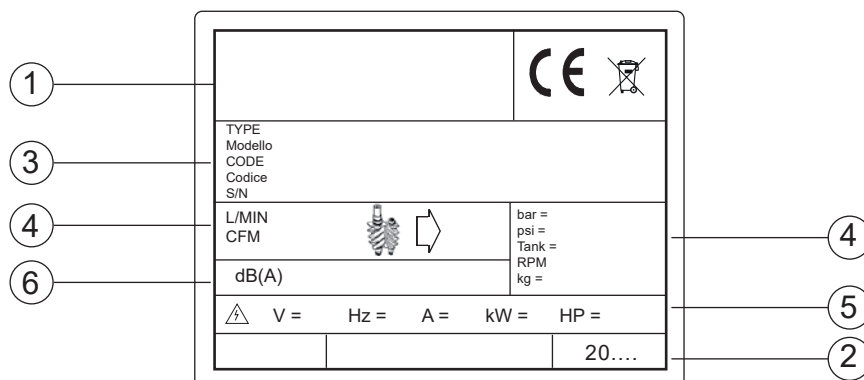 1
CE
TYPE
Modello
CODE
Codice
S/N
3
L/MIN
CFM
4
bar =
psi =
Tank =
RPM
kg =
4
dB(A)
6
V = Hz = A = kW = HP =
5
20....
2